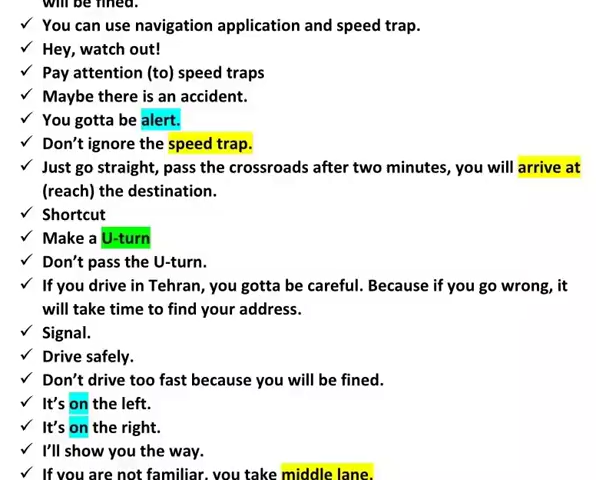 will be fined.
✓ You can use navigation application and speed trap.
✓ Hey, watch out!
✓ Pay attention (to) speed traps
✓ Maybe there is an accident.
✓ You gotta be alert.
✓ Don't ignore the speed trap.
✓ Just go straight, pass the crossroads after two minutes, you will arrive at
(reach) the destination.
✓ Shortcut
✓ Make a U-turn
✓ Don't pass the U-turn.
✓ If you drive in Tehran, you gotta be careful. Because if you go wrong, it
will take time to find your address.
✓ Signal.
✓ Drive safely.
✓ Don't drive too fast because you will be fined.
✓ It's on the left.
✓ It's on the right.
✓ I'll show you the way.
✓ If you are not familiar, you take middle lane.